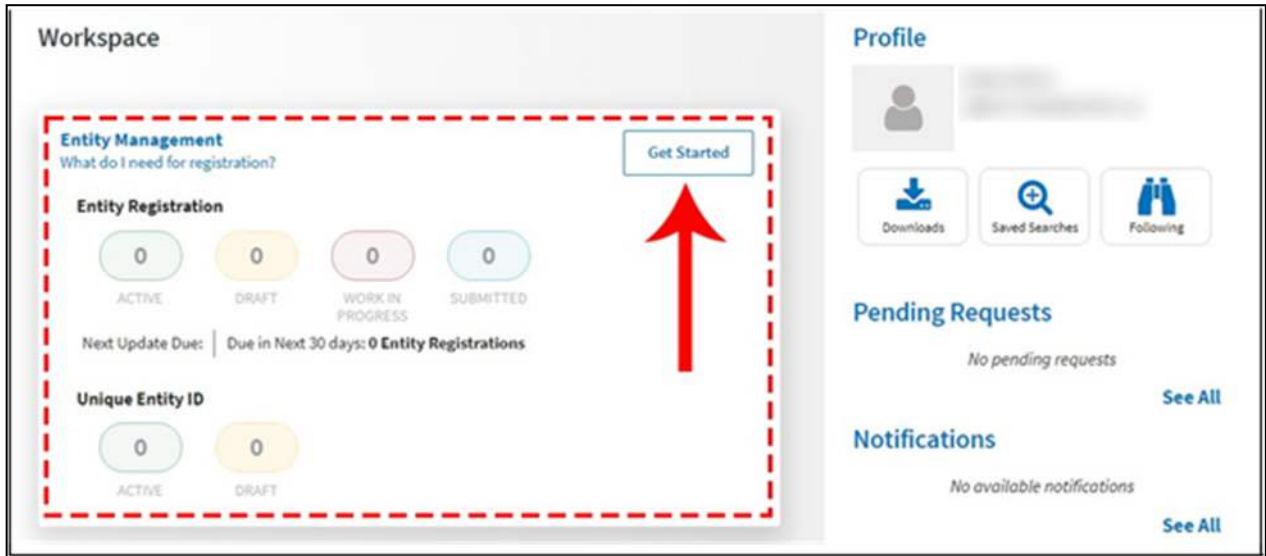 Workspace
Entity Management
What do I need for registration?
Get Started
Entity Registration
0 0 0 0
ACTIVE DRAFT WORK IN PROGRESS SUBMITTED
Next Update Due: Due in Next 30 days: 0 Entity Registrations
Unique Entity ID
0 0
ACTIVE DRAFT
Profile
Downloads Saved Searches Following
Pending Requests
No pending requests
See All
Notifications
No available notifications
See All